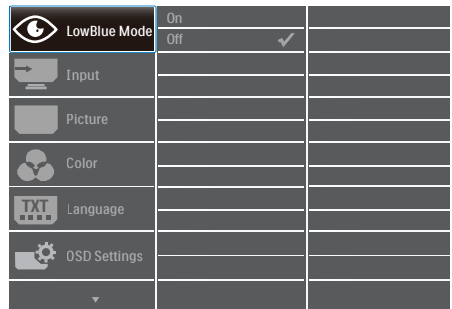 LowBlue Mode
On
Off
Input
Picture
Color
TXT
Language
OSD Settings